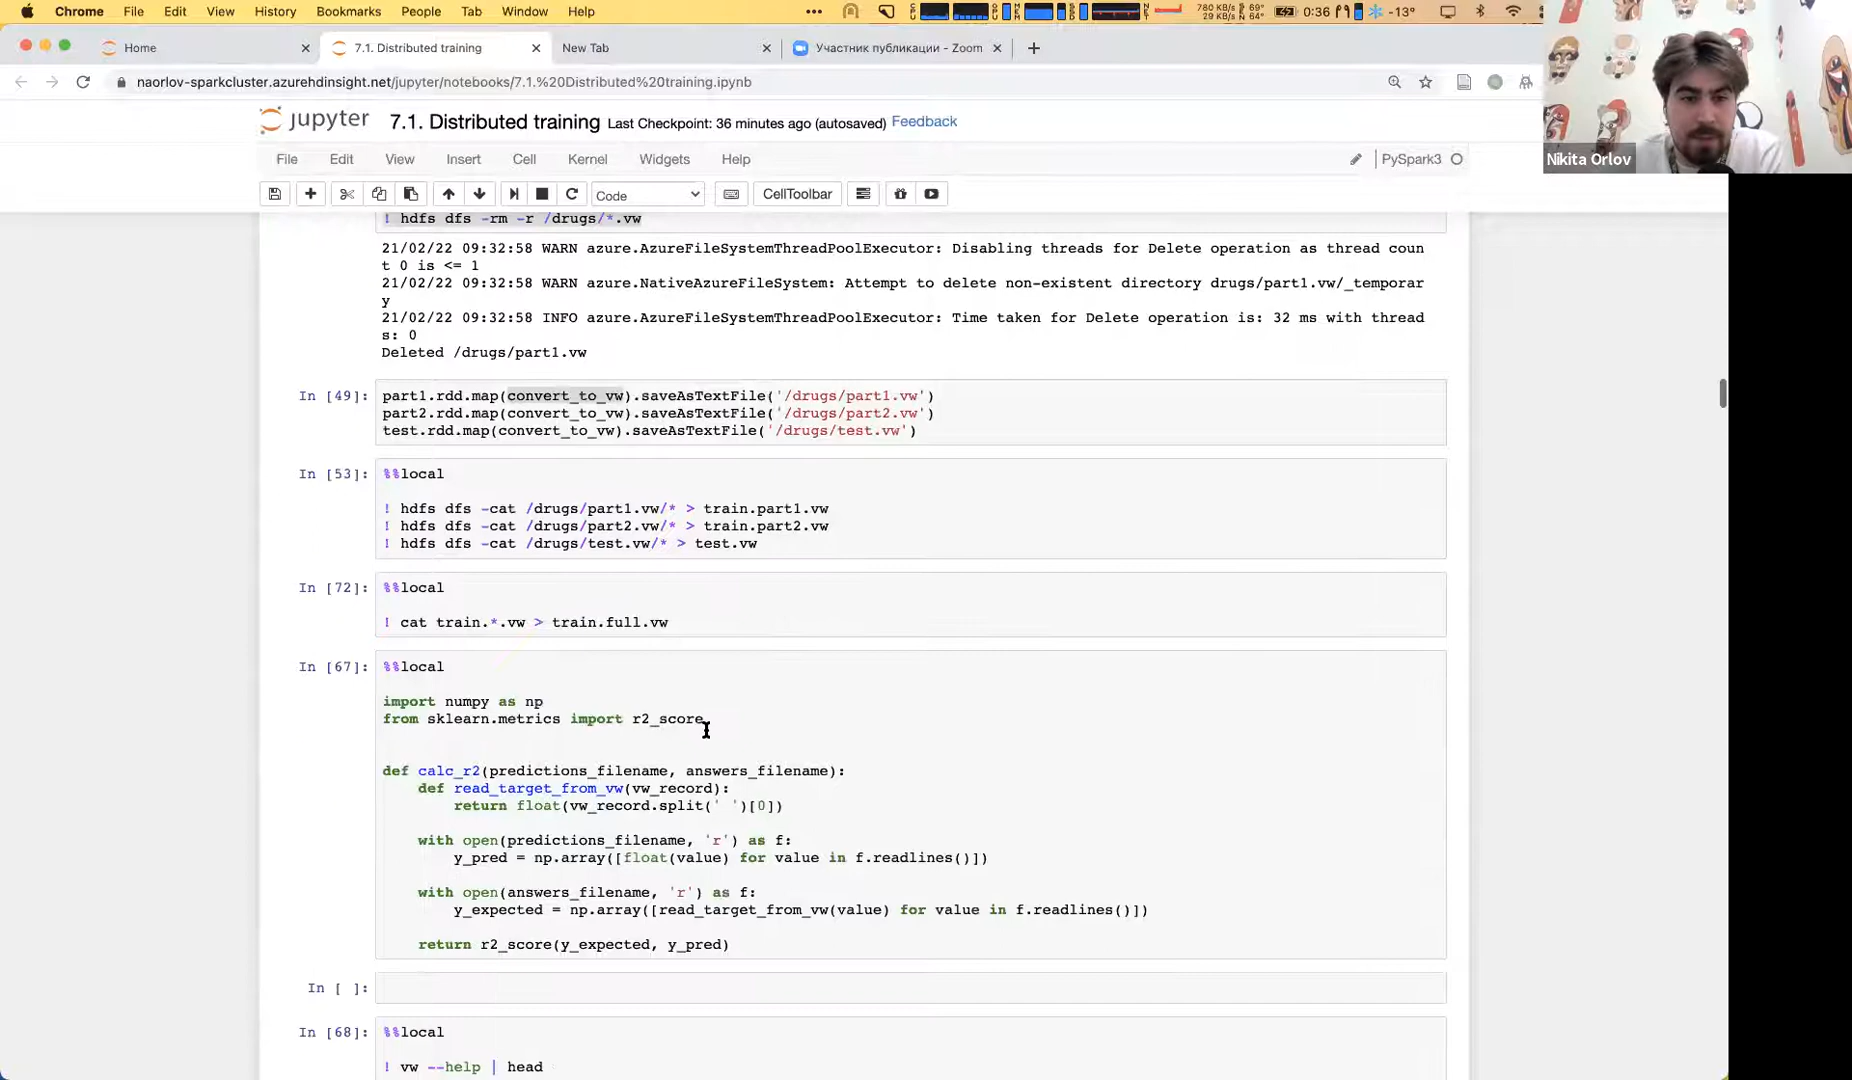 Chrome File Edit View History Bookmarks People Tab Window Help
780 KB/s 89°
29 KB/s 64°
0:36
-13°
Home
7.1. Distributed training
New Tab
Участник публикации - Zoom
naorlov-sparkcluster.azurehdinsight.net/jupyter/notebooks/7.1.%20Distributed%20training.ipynb
jupyter 7.1. Distributed training Last Checkpoint: 36 minutes ago (autosaved) Feedback
File Edit View Insert Cell Kernel Widgets Help
PySpark3
Nikita Orlov
Code
CellToolbar
! hdfs dfs -rm -r /drugs/*.vw
21/02/22 09:32:58 WARN azure.AzureFileSystemThreadPoolExecutor: Disabling threads for Delete operation as thread coun
t 0 is <= 1
21/02/22 09:32:58 WARN azure.NativeAzureFileSystem: Attempt to delete non-existent directory drugs/part1.vw/_temporar
y
21/02/22 09:32:58 INFO azure.AzureFileSystemThreadPoolExecutor: Time taken for Delete operation is: 32 ms with thread
s: 0
Deleted /drugs/part1.vw
In [49]: part1.rdd.map(convert_to_vw).saveAsTextFile('/drugs/part1.vw')
part2.rdd.map(convert_to_vw).saveAsTextFile('/drugs/part2.vw')
test.rdd.map(convert_to_vw).saveAsTextFile('/drugs/test.vw')
In [53]: %%local
! hdfs dfs -cat /drugs/part1.vw/* > train.part1.vw
! hdfs dfs -cat /drugs/part2.vw/* > train.part2.vw
! hdfs dfs -cat /drugs/test.vw/* > test.vw
In [72]: %%local
! cat train.*.vw > train.full.vw
In [67]: %%local
import numpy as np
from sklearn.metrics import r2_score
def calc_r2(predictions_filename, answers_filename):
def read_target_from_vw(vw_record):
return float(vw_record.split(' ')[0])
with open(predictions_filename, 'r') as f:
y_pred = np.array([float(value) for value in f.readlines()])
with open(answers_filename, 'r') as f:
y_expected = np.array([read_target_from_vw(value) for value in f.readlines()])
return r2_score(y_expected, y_pred)
In [ ]:
In [68]: %%local
! vw --help | head